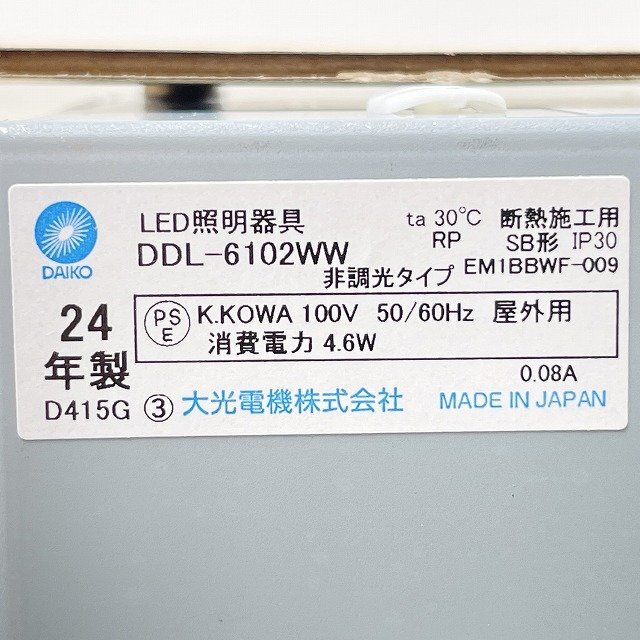 DAIKO
LED照明器具
DDL-6102WW
非調光タイプ
ta 30℃ 断熱施工用
RP SB形 IP30
EM1BBWF-009
24
年製
PSE K.KOWA 100V 50/60Hz 屋外用
消費電力 4.6W
0.08A
D415G ③ 大光電機株式会社 MADE IN JAPAN